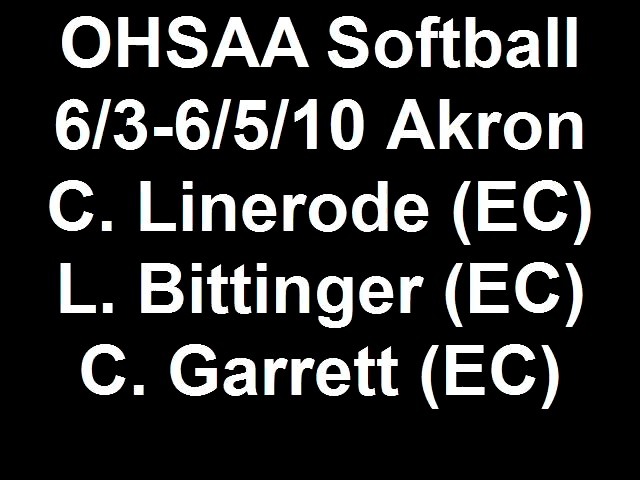 OHSAA Softball
6/3-6/5/10 Akron
C. Linerode (EC)
L. Bittinger (EC)
C. Garrett (EC)